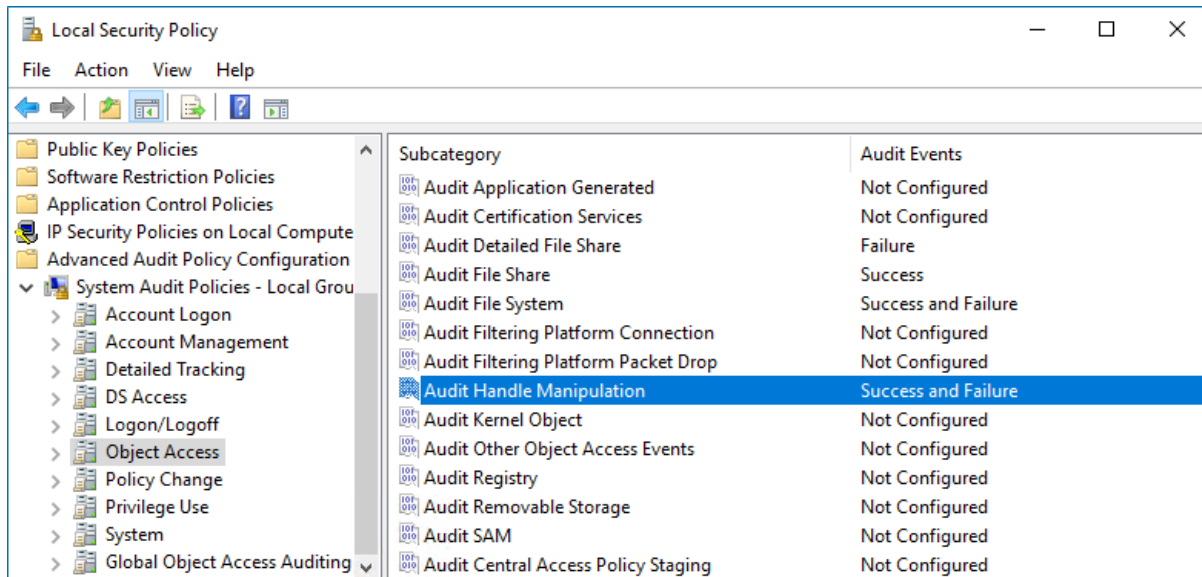 Local Security Policy
File Action View Help
Public Key Policies
Software Restriction Policies
Application Control Policies
IP Security Policies on Local Compute
Advanced Audit Policy Configuration
System Audit Policies - Local Grou
Account Logon
Account Management
Detailed Tracking
DS Access
Logon/Logoff
Object Access
Policy Change
Privilege Use
System
Global Object Access Auditing
Subcategory Audit Events
Audit Application Generated Not Configured
Audit Certification Services Not Configured
Audit Detailed File Share Failure
Audit File Share Success
Audit File System Success and Failure
Audit Filtering Platform Connection Not Configured
Audit Filtering Platform Packet Drop Not Configured
Audit Handle Manipulation Success and Failure
Audit Kernel Object Not Configured
Audit Other Object Access Events Not Configured
Audit Registry Not Configured
Audit Removable Storage Not Configured
Audit SAM Not Configured
Audit Central Access Policy Staging Not Configured